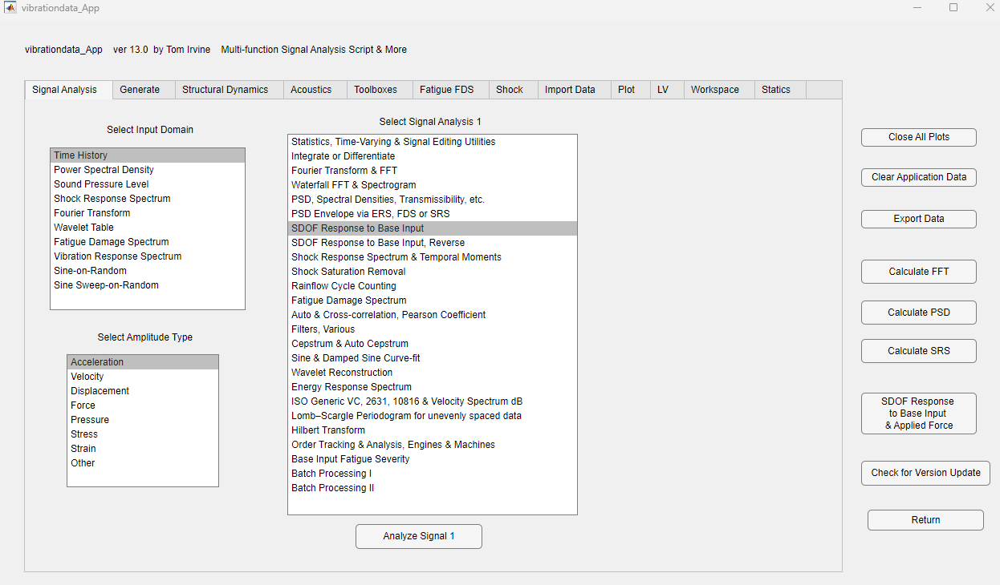 vibrationdata_App
vibrationdata_App ver 13.0 by Tom Irvine Multi-function Signal Analysis Script & More
Signal Analysis Generate Structural Dynamics Acoustics Toolboxes Fatigue FDS Shock Import Data Plot LV Workspace Statics
Select Input Domain
Time History
Power Spectral Density
Sound Pressure Level
Shock Response Spectrum
Fourier Transform
Wavelet Table
Fatigue Damage Spectrum
Vibration Response Spectrum
Sine-on-Random
Sine Sweep-on-Random
Select Amplitude Type
Acceleration
Velocity
Displacement
Force
Pressure
Stress
Strain
Other
Select Signal Analysis 1
Statistics, Time-Varying & Signal Editing Utilities
Integrate or Differentiate
Fourier Transform & FFT
Waterfall FFT & Spectrogram
PSD, Spectral Densities, Transmissibility, etc.
PSD Envelope via ERS, FDS or SRS
SDOF Response to Base Input
SDOF Response to Base Input, Reverse
Shock Response Spectrum & Temporal Moments
Shock Saturation Removal
Rainflow Cycle Counting
Fatigue Damage Spectrum
Auto & Cross-correlation, Pearson Coefficient
Filters, Various
Cepstrum & Auto Cepstrum
Sine & Damped Sine Curve-fit
Wavelet Reconstruction
Energy Response Spectrum
ISO Generic VC, 2631, 10816 & Velocity Spectrum dB
Lomb–Scargle Periodogram for unevenly spaced data
Hilbert Transform
Order Tracking & Analysis, Engines & Machines
Base Input Fatigue Severity
Batch Processing I
Batch Processing II
Analyze Signal 1
Close All Plots
Clear Application Data
Export Data
Calculate FFT
Calculate PSD
Calculate SRS
SDOF Response
to Base Input
& Applied Force
Check for Version Update
Return